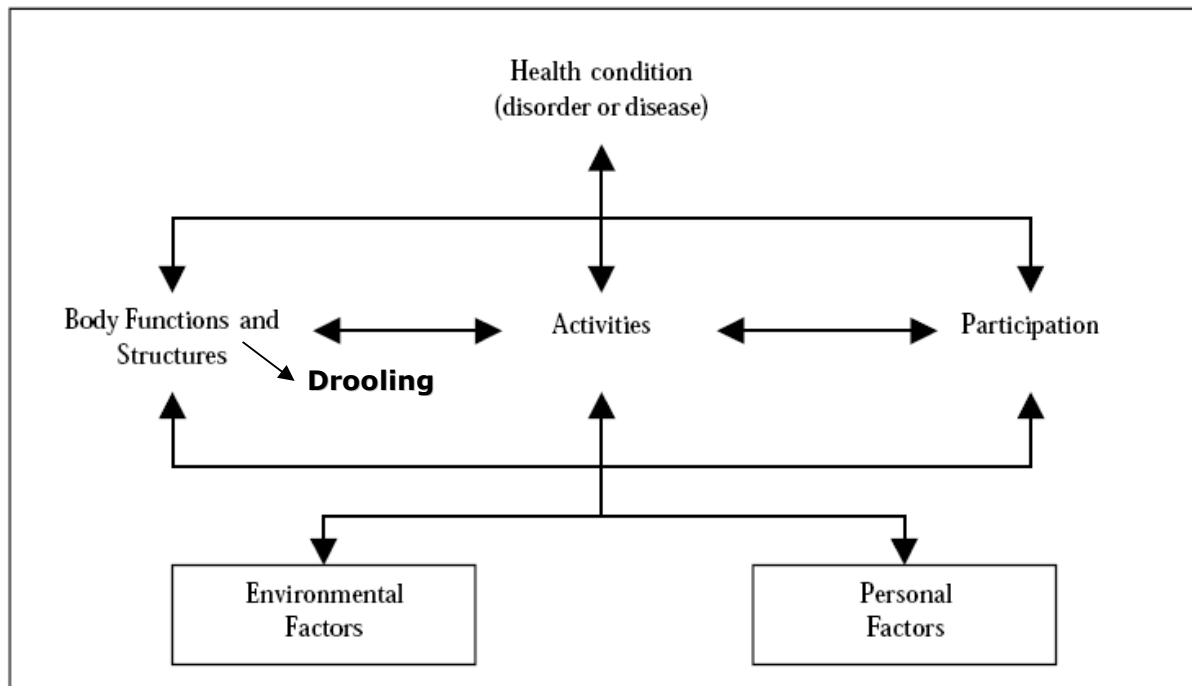 Health condition
(disorder or disease)
Body Functions and
Structures
Activities
Participation
Drooling
Environmental
Factors
Personal
Factors